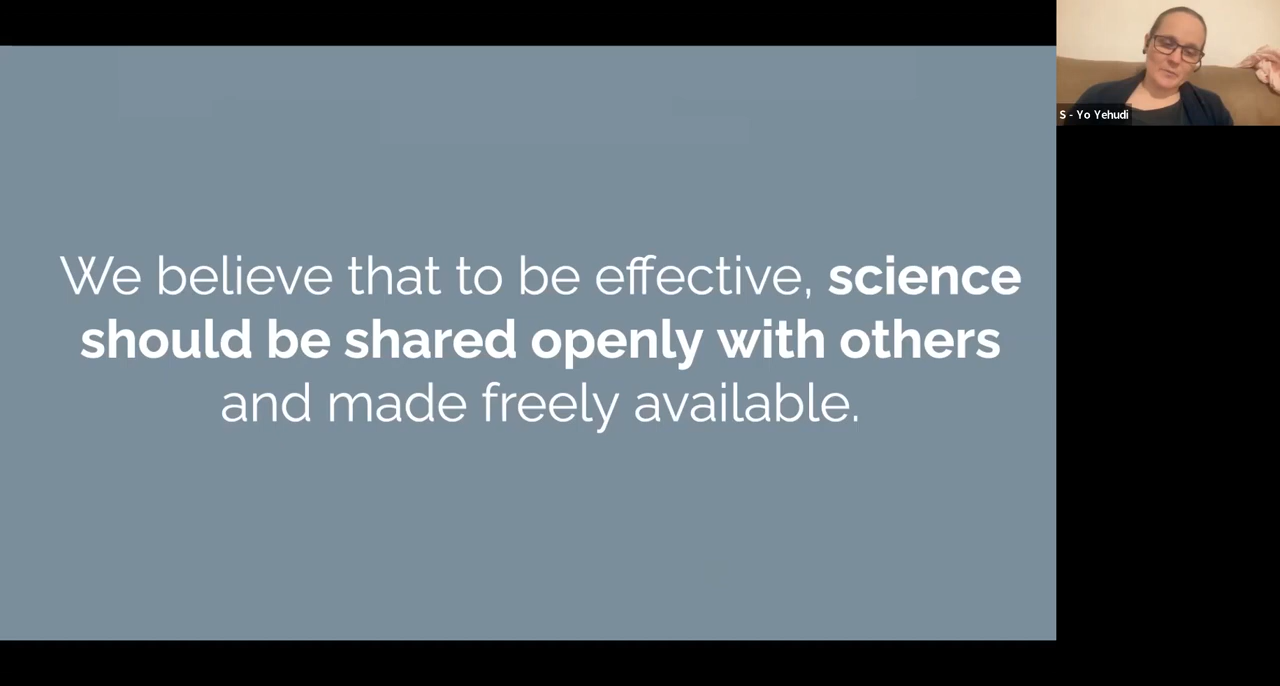 We believe that to be effective, science
should be shared openly with others
and made freely available.
S - Yo Yehudi